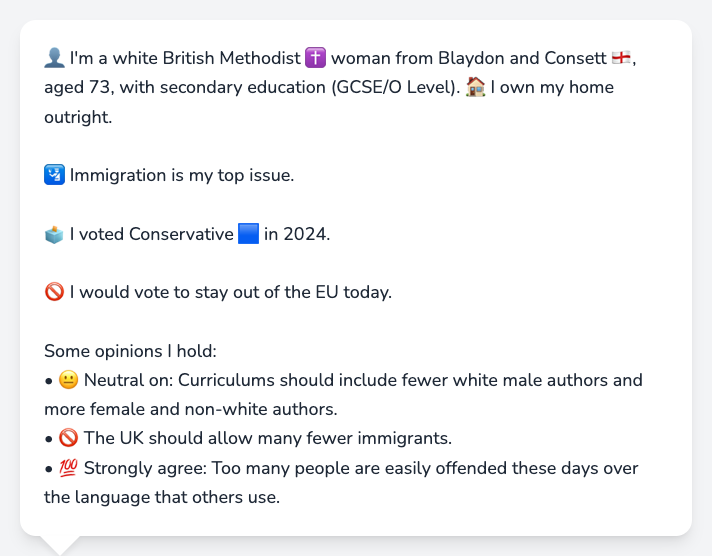 👤 I'm a white British Methodist ✝️ woman from Blaydon and Consett 🏴󠁧󠁢󠁥󠁮󠁧󠁿,
aged 73, with secondary education (GCSE/O Level). 🏠 I own my home
outright.
🛂 Immigration is my top issue.
🗳️ I voted Conservative 🟦 in 2024.
🚫 I would vote to stay out of the EU today.
Some opinions I hold:
• 😐 Neutral on: Curriculums should include fewer white male authors and
more female and non-white authors.
• 🚫 The UK should allow many fewer immigrants.
• 💯 Strongly agree: Too many people are easily offended these days over
the language that others use.